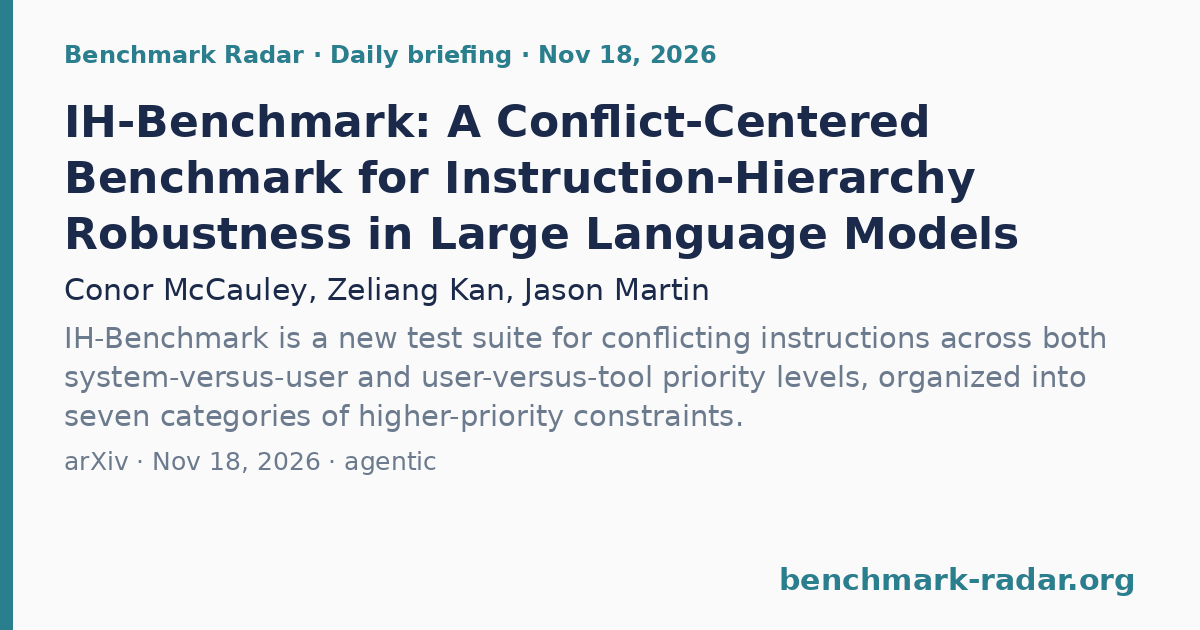 Benchmark Radar · Daily briefing · Nov 18, 2026
IH-Benchmark: A Conflict-Centered
Benchmark for Instruction-Hierarchy
Robustness in Large Language Models
Conor McCauley, Zeliang Kan, Jason Martin
IH-Benchmark is a new test suite for conflicting instructions across both
system-versus-user and user-versus-tool priority levels, organized into
seven categories of higher-priority constraints.
arXiv · Nov 18, 2026 · agentic
benchmark-radar.org